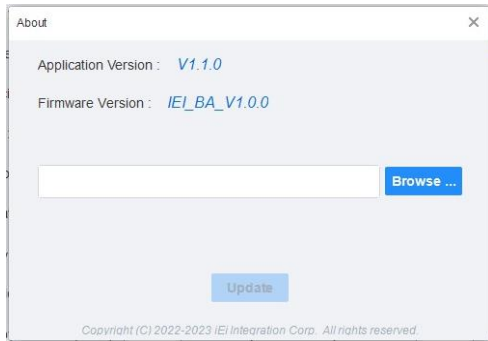 About
Application Version : V1.1.0
Firmware Version : IEI_BA_V1.0.0
Browse ...
Update
Copyright (C) 2022-2023 iEi Integration Corp. All rights reserved.